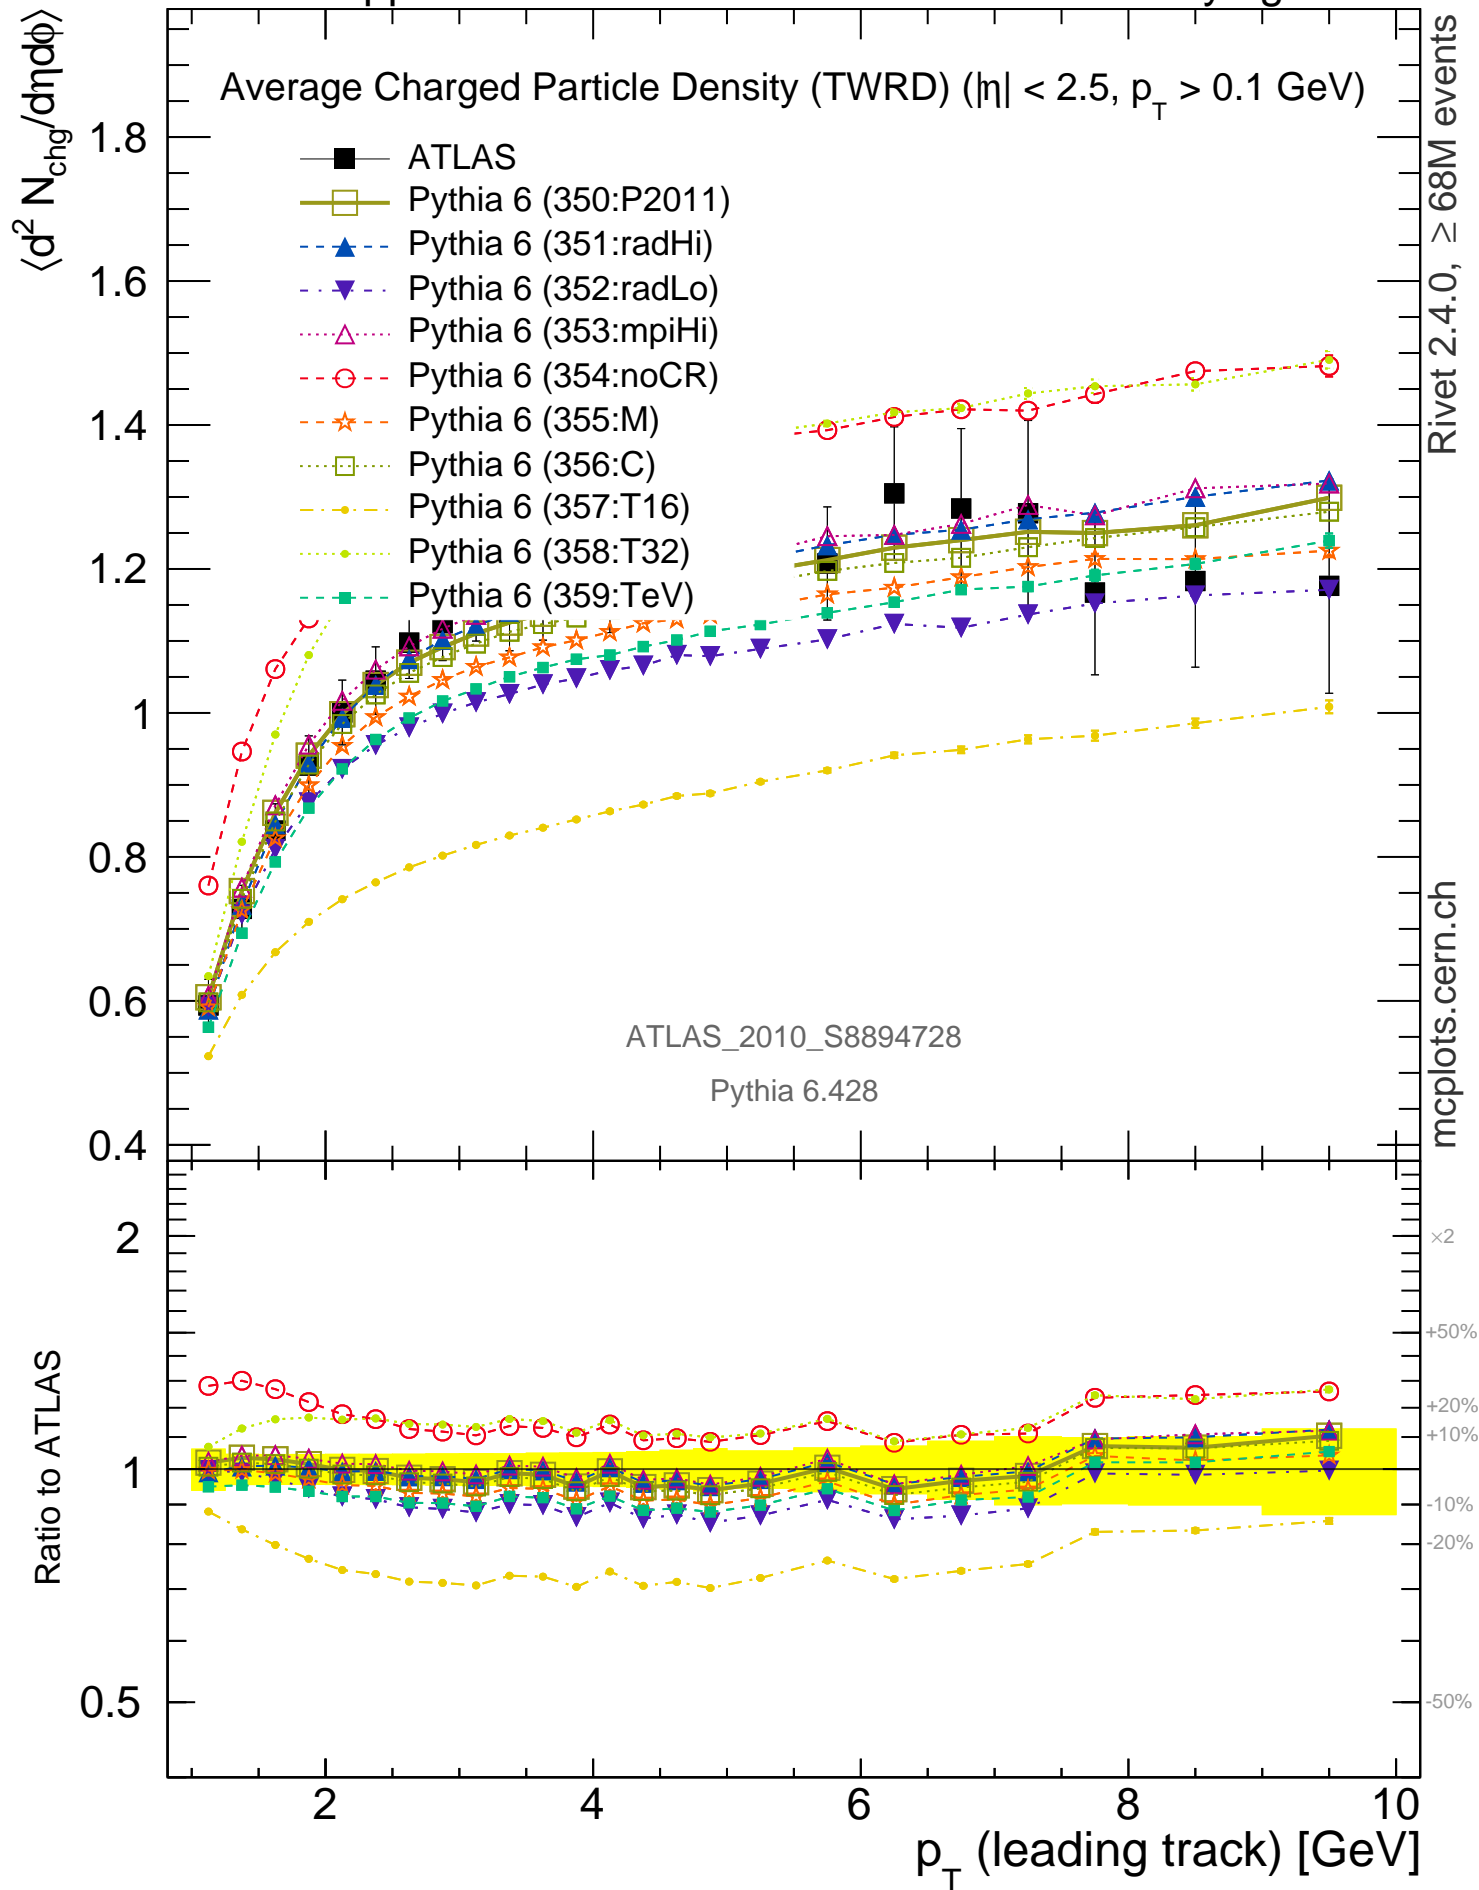 Average Charged Particle Density (TWRD) (|η| < 2.5, p_T > 0.1 GeV)
⟨d² N_chg/dηdφ⟩
ATLAS
Pythia 6 (350:P2011)
Pythia 6 (351:radHi)
Pythia 6 (352:radLo)
Pythia 6 (353:mpiHi)
Pythia 6 (354:noCR)
Pythia 6 (355:M)
Pythia 6 (356:C)
Pythia 6 (357:T16)
Pythia 6 (358:T32)
Pythia 6 (359:TeV)
1.8
1.6
1.4
1.2
1
0.8
0.6
0.4
ATLAS_2010_S8894728
Pythia 6.428
Rivet 2.4.0, ≥ 68M events
mcplots.cern.ch
Ratio to ATLAS
2
1
0.5
×2
+50%
+20%
+10%
-10%
-20%
-50%
2
4
6
8
10
p_T (leading track) [GeV]